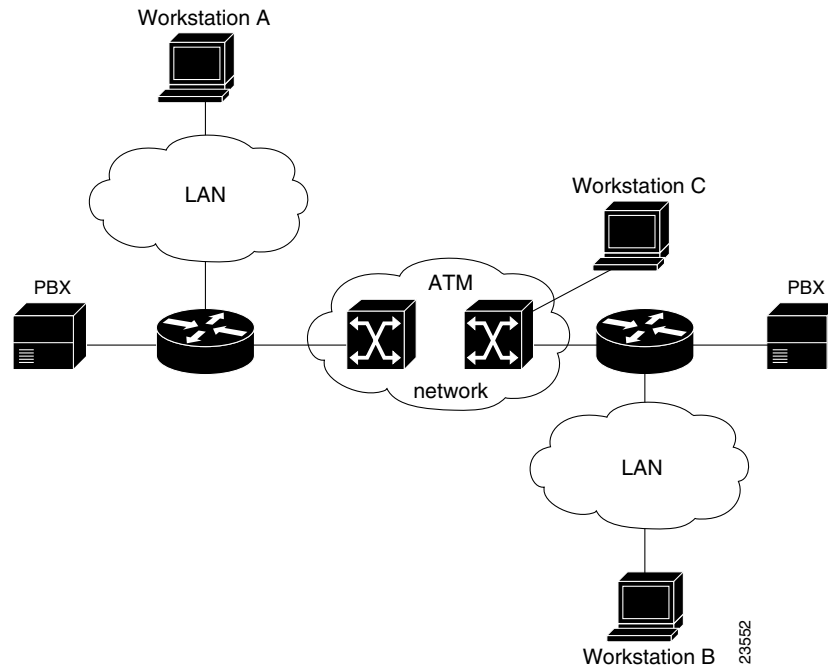 Workstation A
LAN
Workstation C
PBX
ATM
PBX
network
LAN
Workstation B
23552